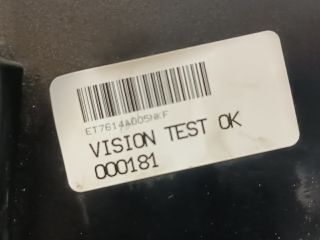 ET7614A005NKF
VISION TEST OK
000181